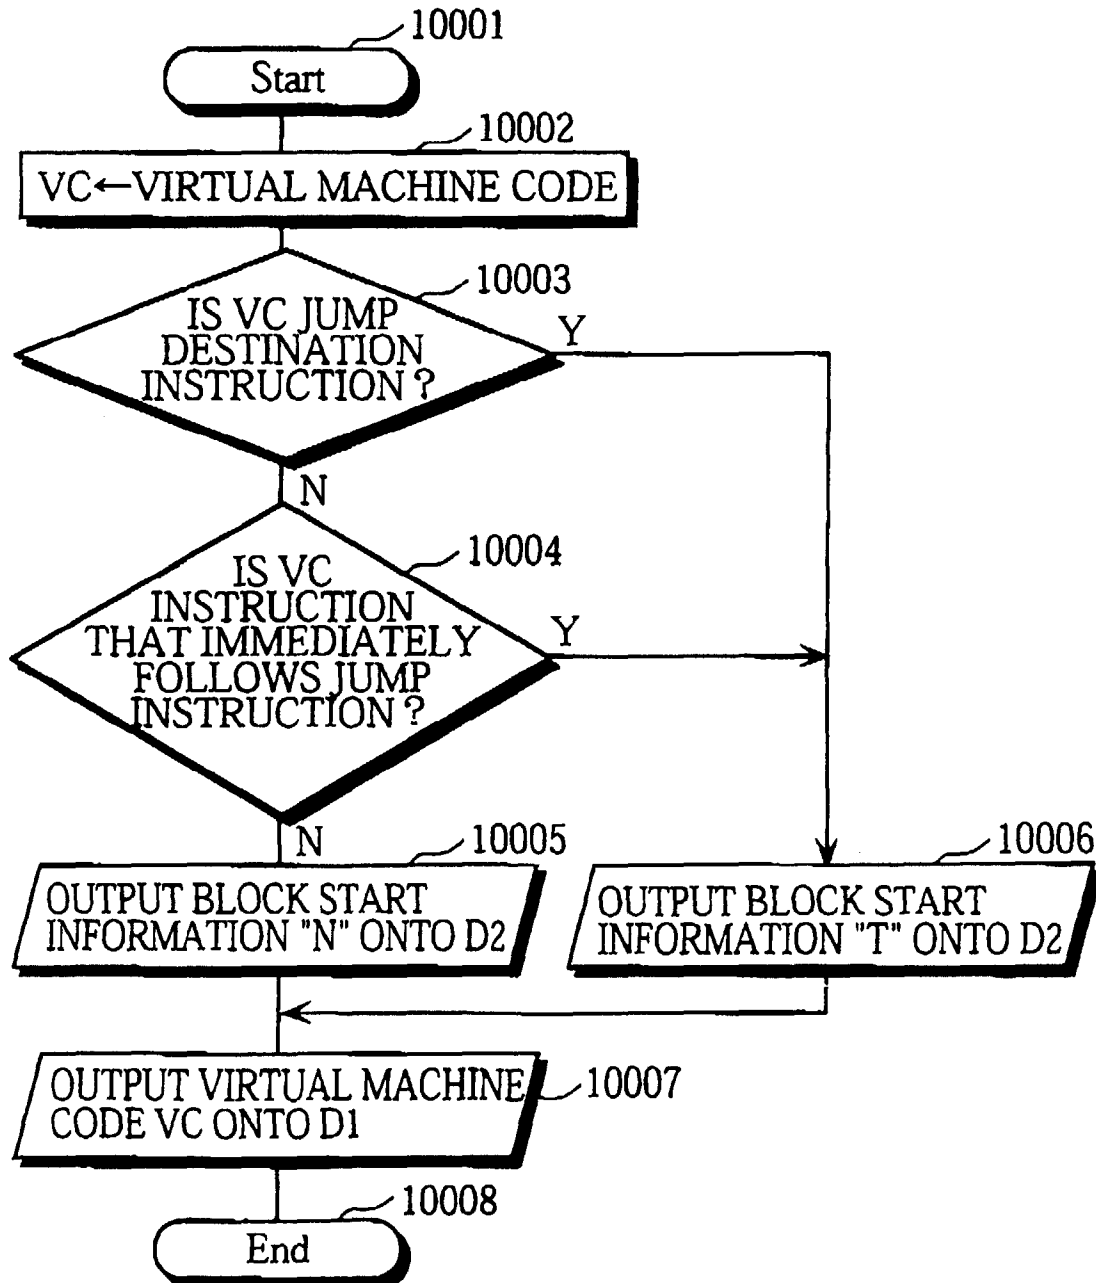 10001
Start
10002
VC←VIRTUAL MACHINE CODE
10003
IS VC JUMP
DESTINATION
INSTRUCTION ?
Y
N
10004
IS VC
INSTRUCTION
THAT IMMEDIATELY
FOLLOWS JUMP
INSTRUCTION ?
Y
N
10005
OUTPUT BLOCK START
INFORMATION "N" ONTO D2
10006
OUTPUT BLOCK START
INFORMATION "T" ONTO D2
10007
OUTPUT VIRTUAL MACHINE
CODE VC ONTO D1
10008
End